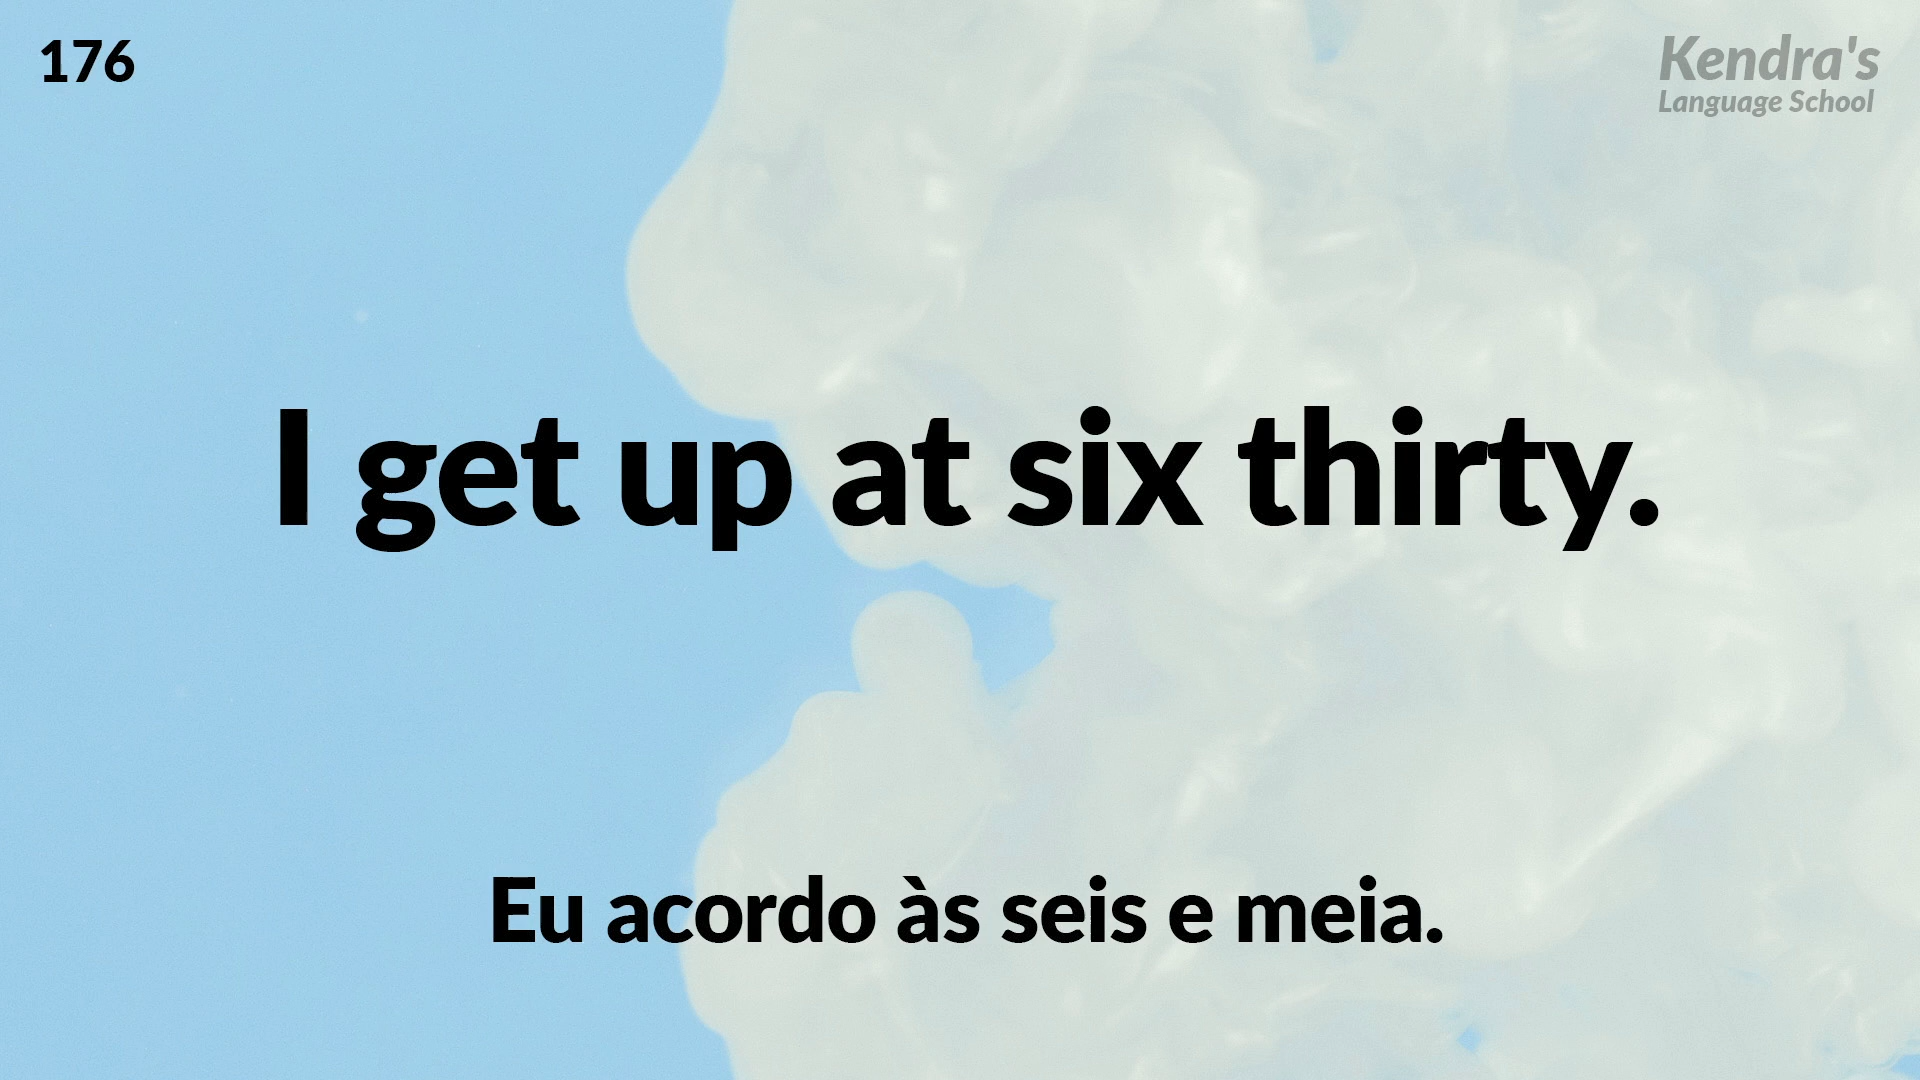 176
Kendra's
Language School
I get up at six thirty.
Eu acordo às seis e meia.